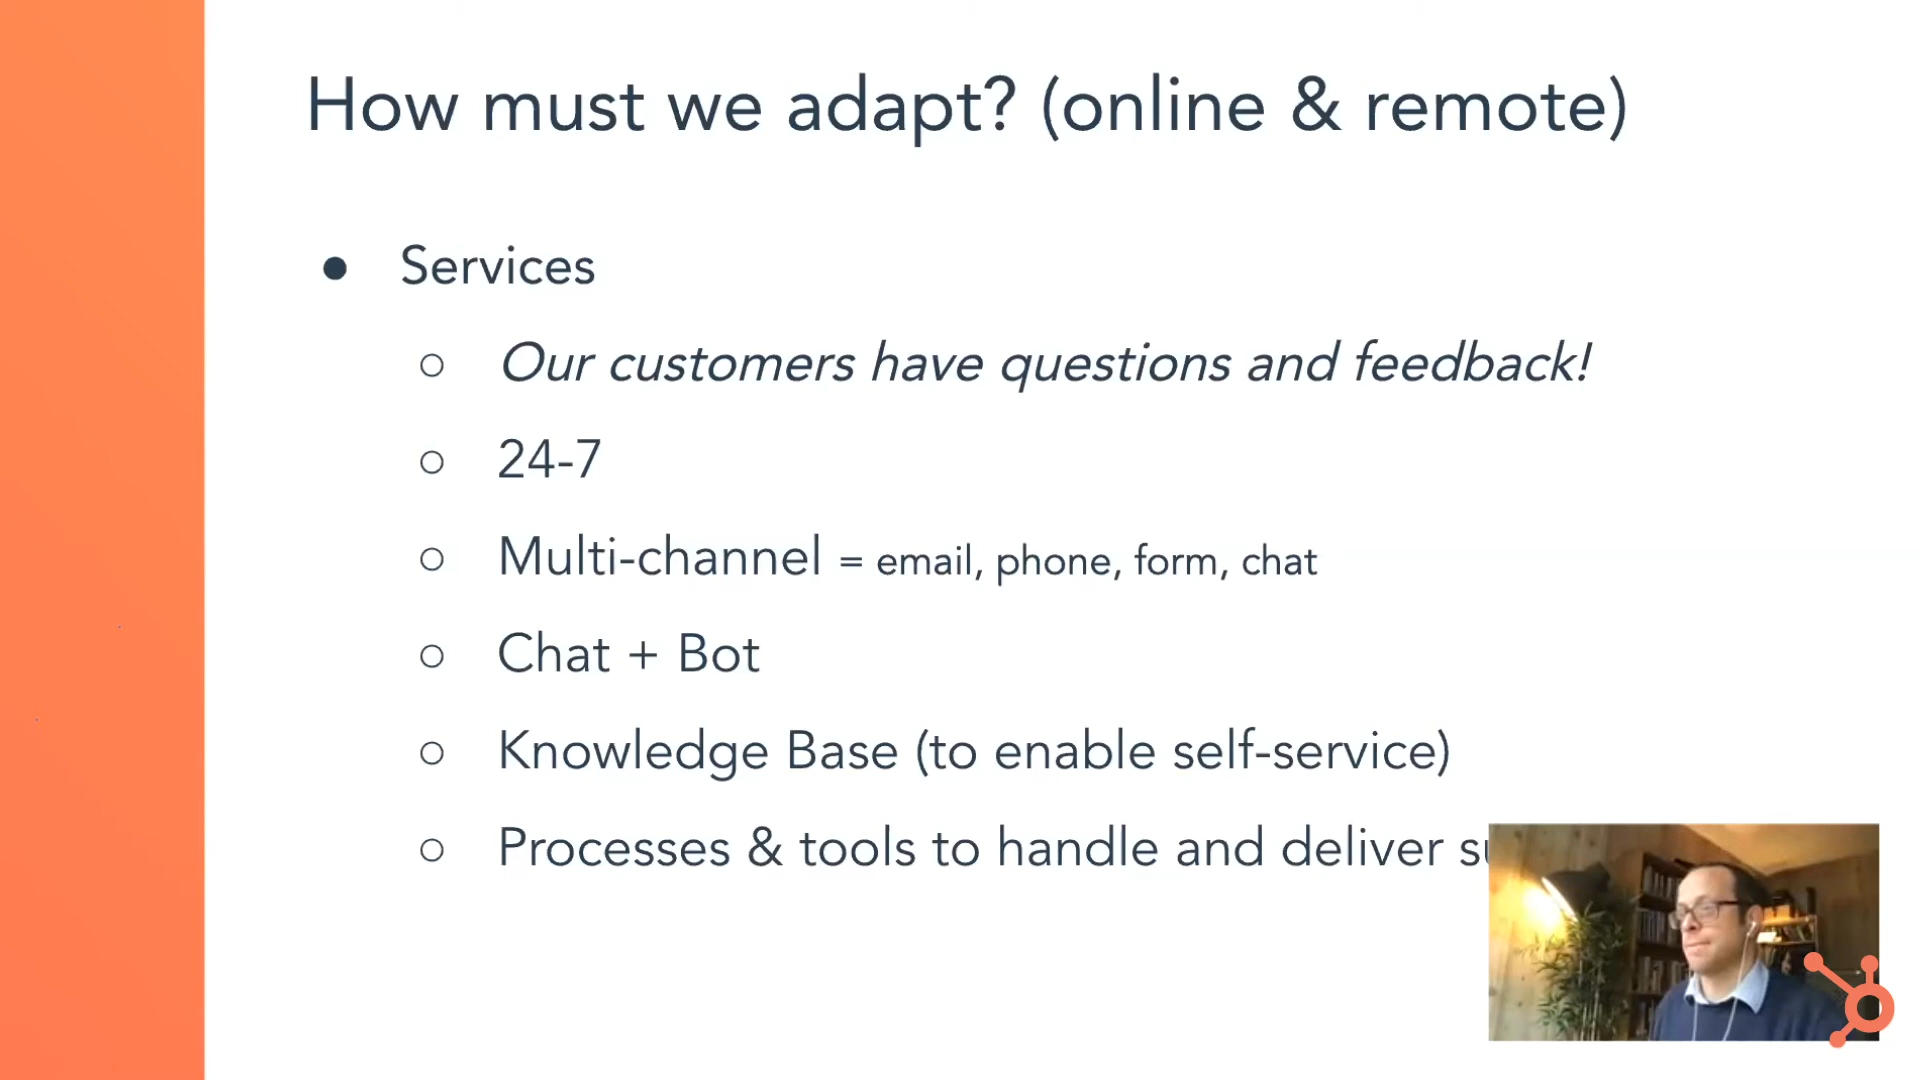 How must we adapt? (online & remote)
● Services
○ Our customers have questions and feedback!
○ 24-7
○ Multi-channel = email, phone, form, chat
○ Chat + Bot
○ Knowledge Base (to enable self-service)
○ Processes & tools to handle and deliver